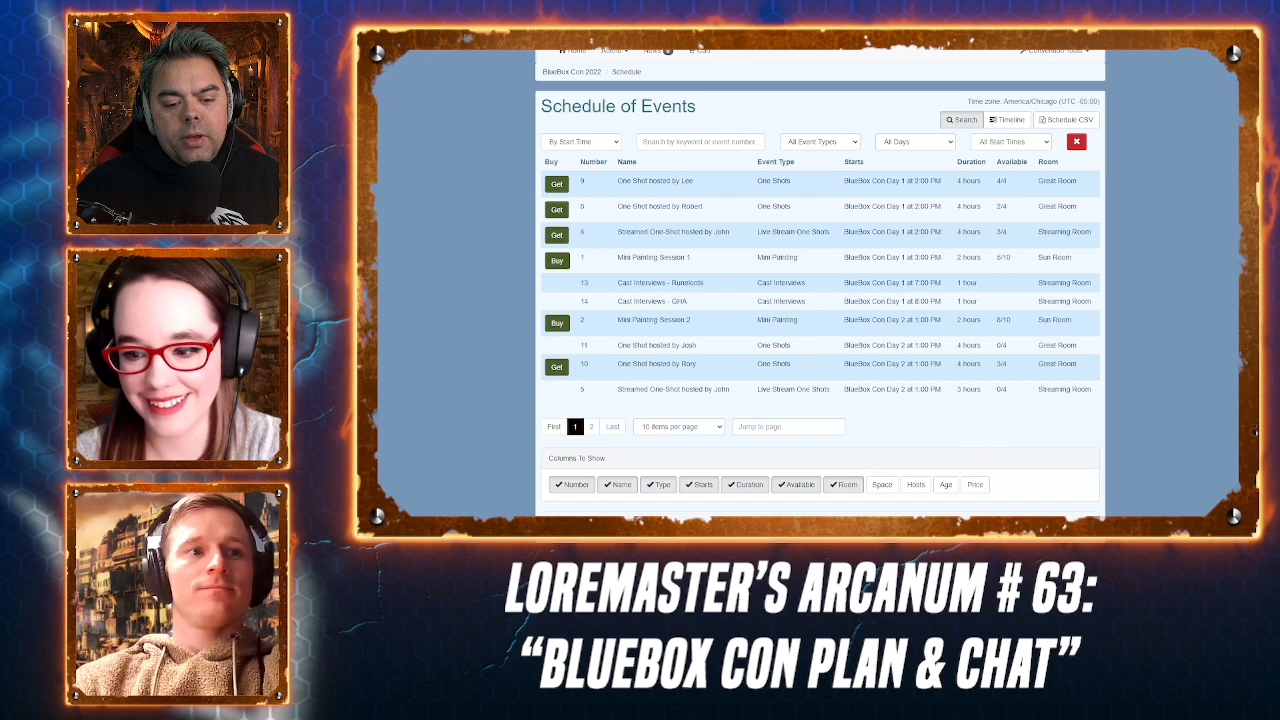 Home Attend News Cart Convention Tools
BlueBox Con 2022 / Schedule
Schedule of Events
Time zone: America/Chicago (UTC -05:00)
Search Timeline Schedule CSV
By Start Time Search by keyword or event number. All Event Types All Days All Start Times
Buy Number Name Event Type Starts Duration Available Room
Get 9 One Shot hosted by Lee One Shots BlueBox Con Day 1 at 2:00 PM 4 hours 4/4 Great Room
Get One Shot hosted by Robert One Shots BlueBox Con Day 1 at 2:00 PM 4 hours 2/4 Great Room
Get 4 Streamed One-Shot hosted by John Live Stream One Shots BlueBox Con Day 1 at 2:00 PM 4 hours 3/4 Streaming Room
Buy 1 Mini Painting Session 1 Mini Painting BlueBox Con Day 1 at 3:00 PM 2 hours 5/10 Sun Room
13 Cast Interviews - Runelords Cast Interviews BlueBox Con Day 1 at 7:00 PM 1 hour Streaming Room
14 Cast Interviews - GHA Cast Interviews BlueBox Con Day 1 at 8:00 PM 1 hour Streaming Room
Buy 2 Mini Painting Session 2 Mini Painting BlueBox Con Day 2 at 1:00 PM 2 hours 8/10 Sun Room
11 One Shot hosted by Josh One Shots BlueBox Con Day 2 at 1:00 PM 4 hours 0/4 Great Room
Get 10 One Shot hosted by Rory One Shots BlueBox Con Day 2 at 1:00 PM 4 hours 3/4 Great Room
5 Streamed One-Shot hosted by John Live Stream One Shots BlueBox Con Day 2 at 1:00 PM 3 hours 0/4 Streaming Room
First 1 2 Last 10 items per page Jump to page..
Columns To Show
Number Name Type Starts Duration Available Room Space Hosts Age Price
LOREMASTER'S ARCANUM # 63:
"BLUEBOX CON PLAN & CHAT"